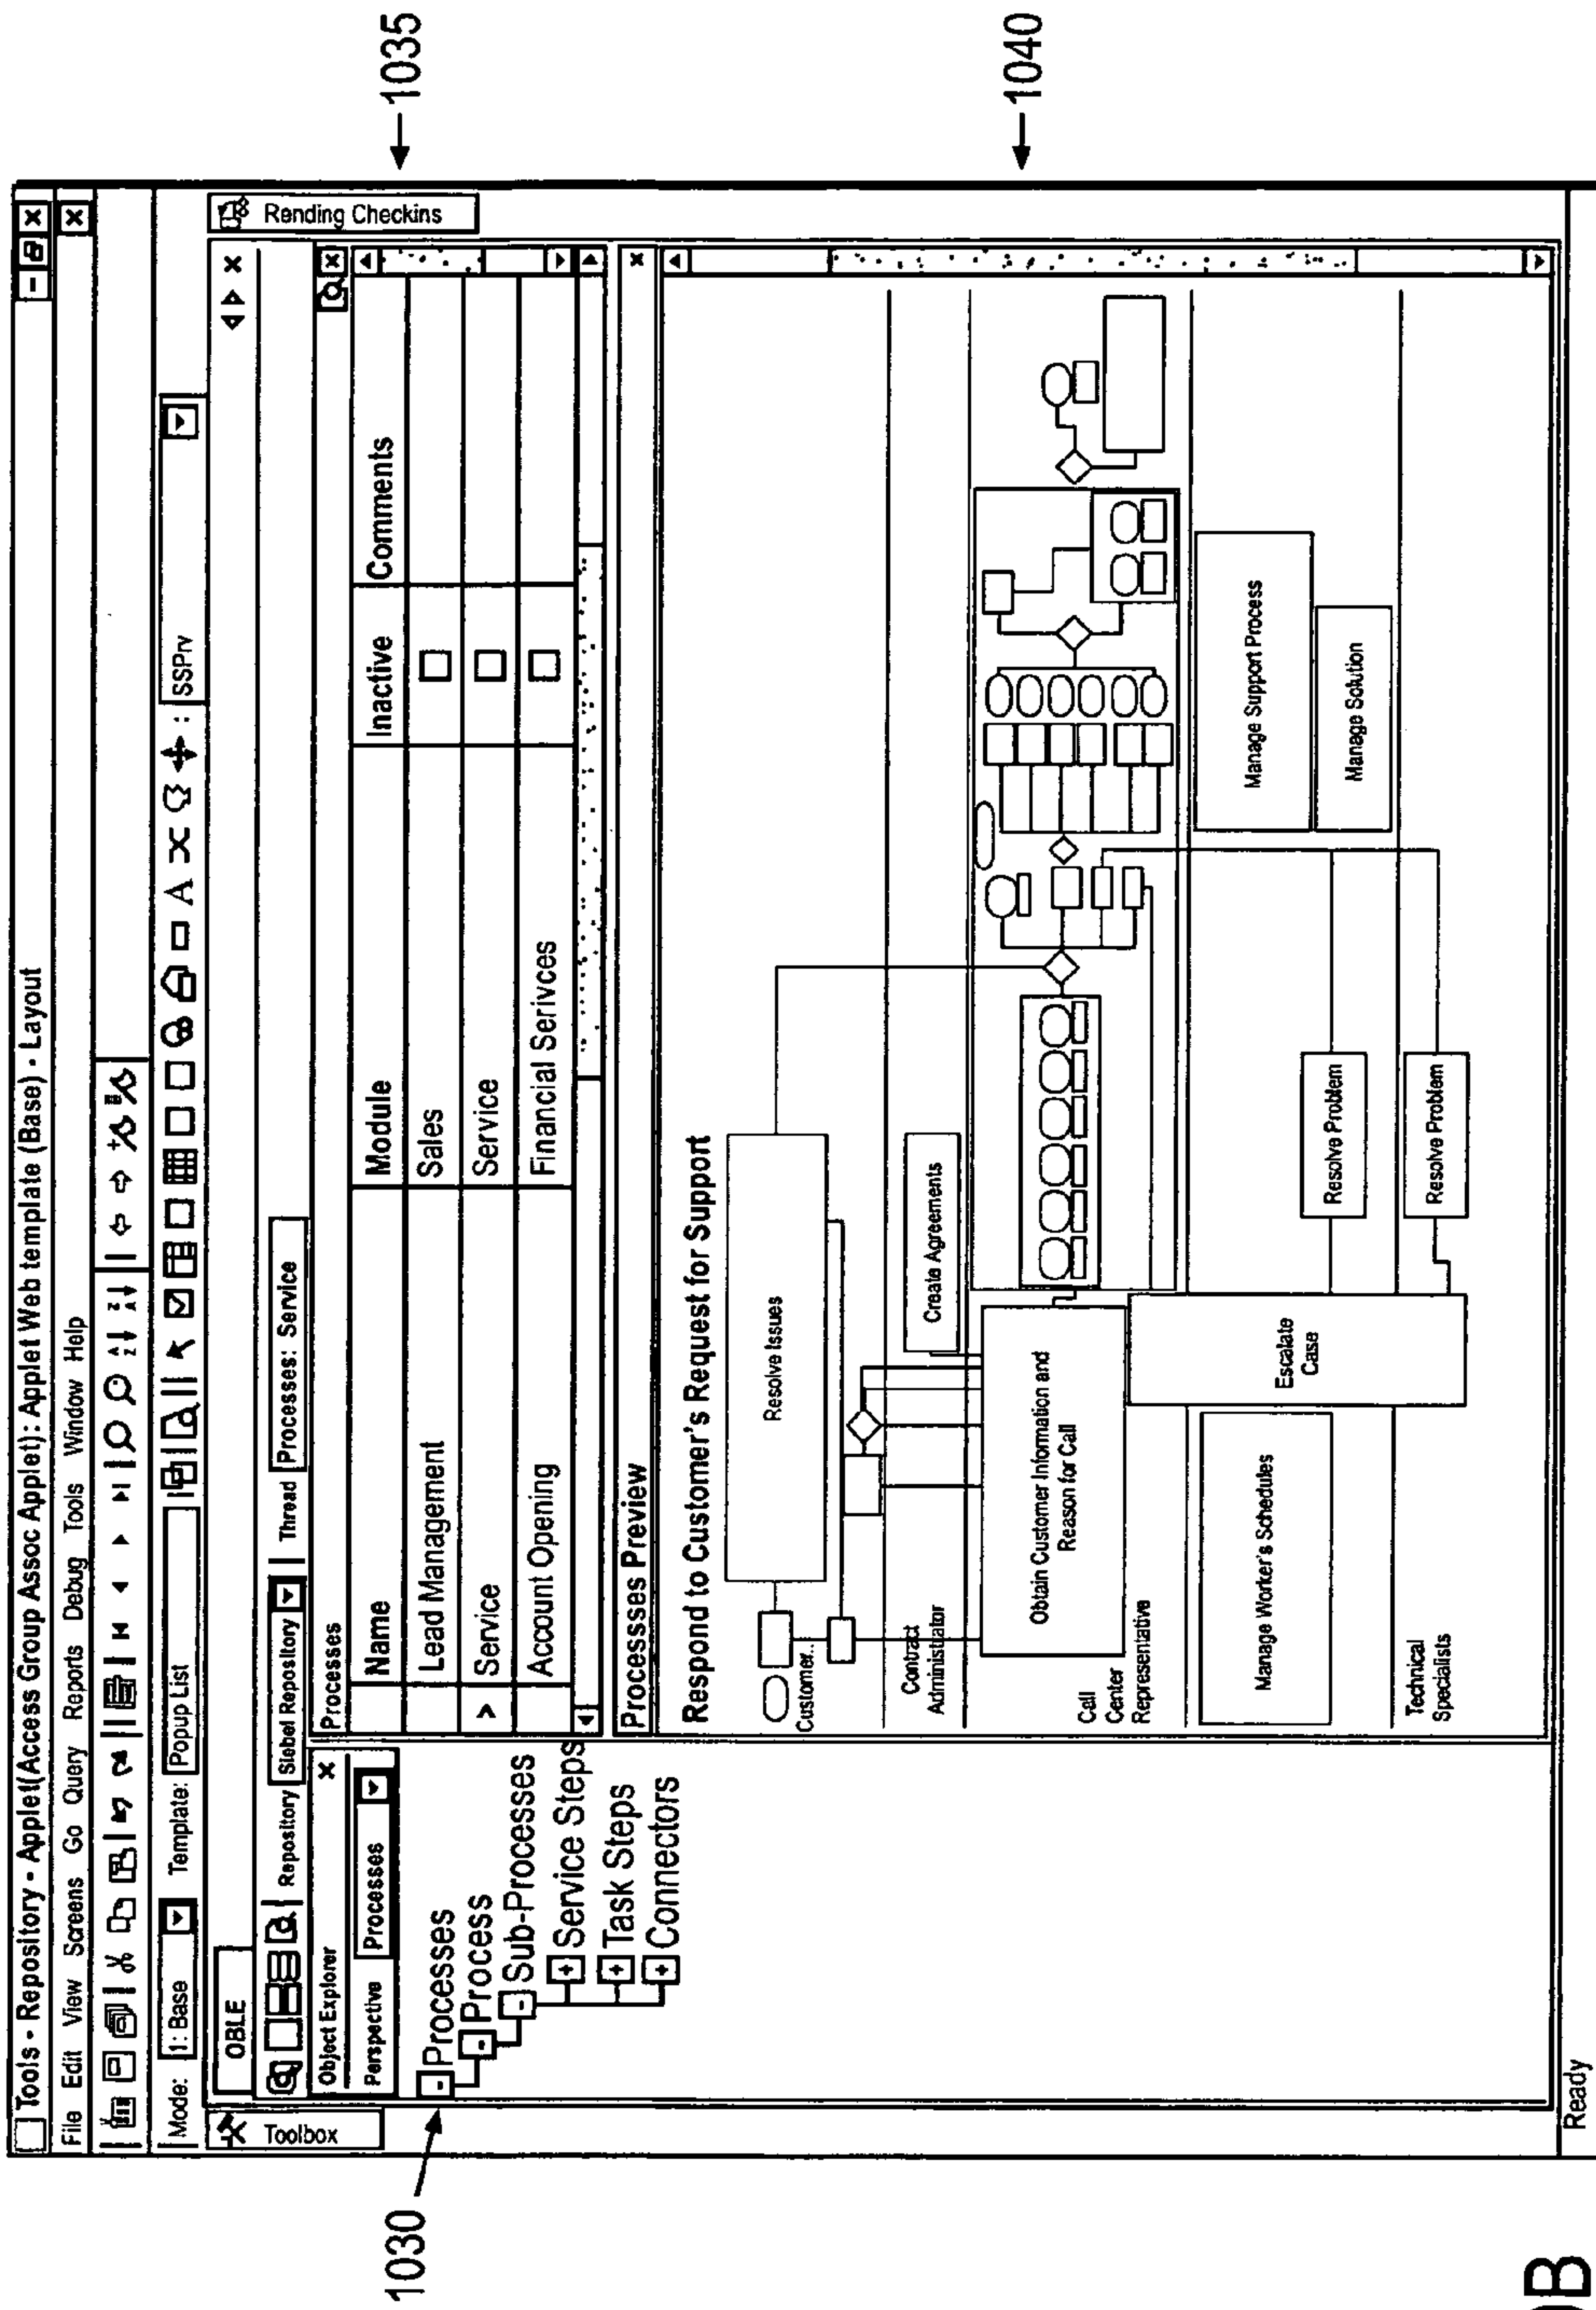 Tools - Repository - Applet(Access Group Assoc Applet): Applet Web template (Base) - Layout
File Edit View Screens Go Query Reports Debug Tools Window Help
Mode: 1: Base Template: Popup List A : SSPrv
Toolbox
OBLE
Repository Siebel Repository Thread Processes: Service
Rending Checkins
Object Explorer
Perspective Processes
Processes
Process
Sub-Processes
Service Steps
Task Steps
Connectors
Processes
Name Module Inactive Comments
Lead Management Sales
> Service Service
Account Opening Financial Serivces
Processes Preview
Respond to Customer's Request for Support
Customer..
Resolve Issues
Contract
Administrator
Create Agreements
Call
Center
Representative
Obtain Customer Information and
Reason for Call
Manage Worker's Schedules
Escalate
Case
Resolve Problem
Manage Support Process
Manage Solution
Technical
Specialists
Resolve Problem
Ready
1030
1035
1040
0B